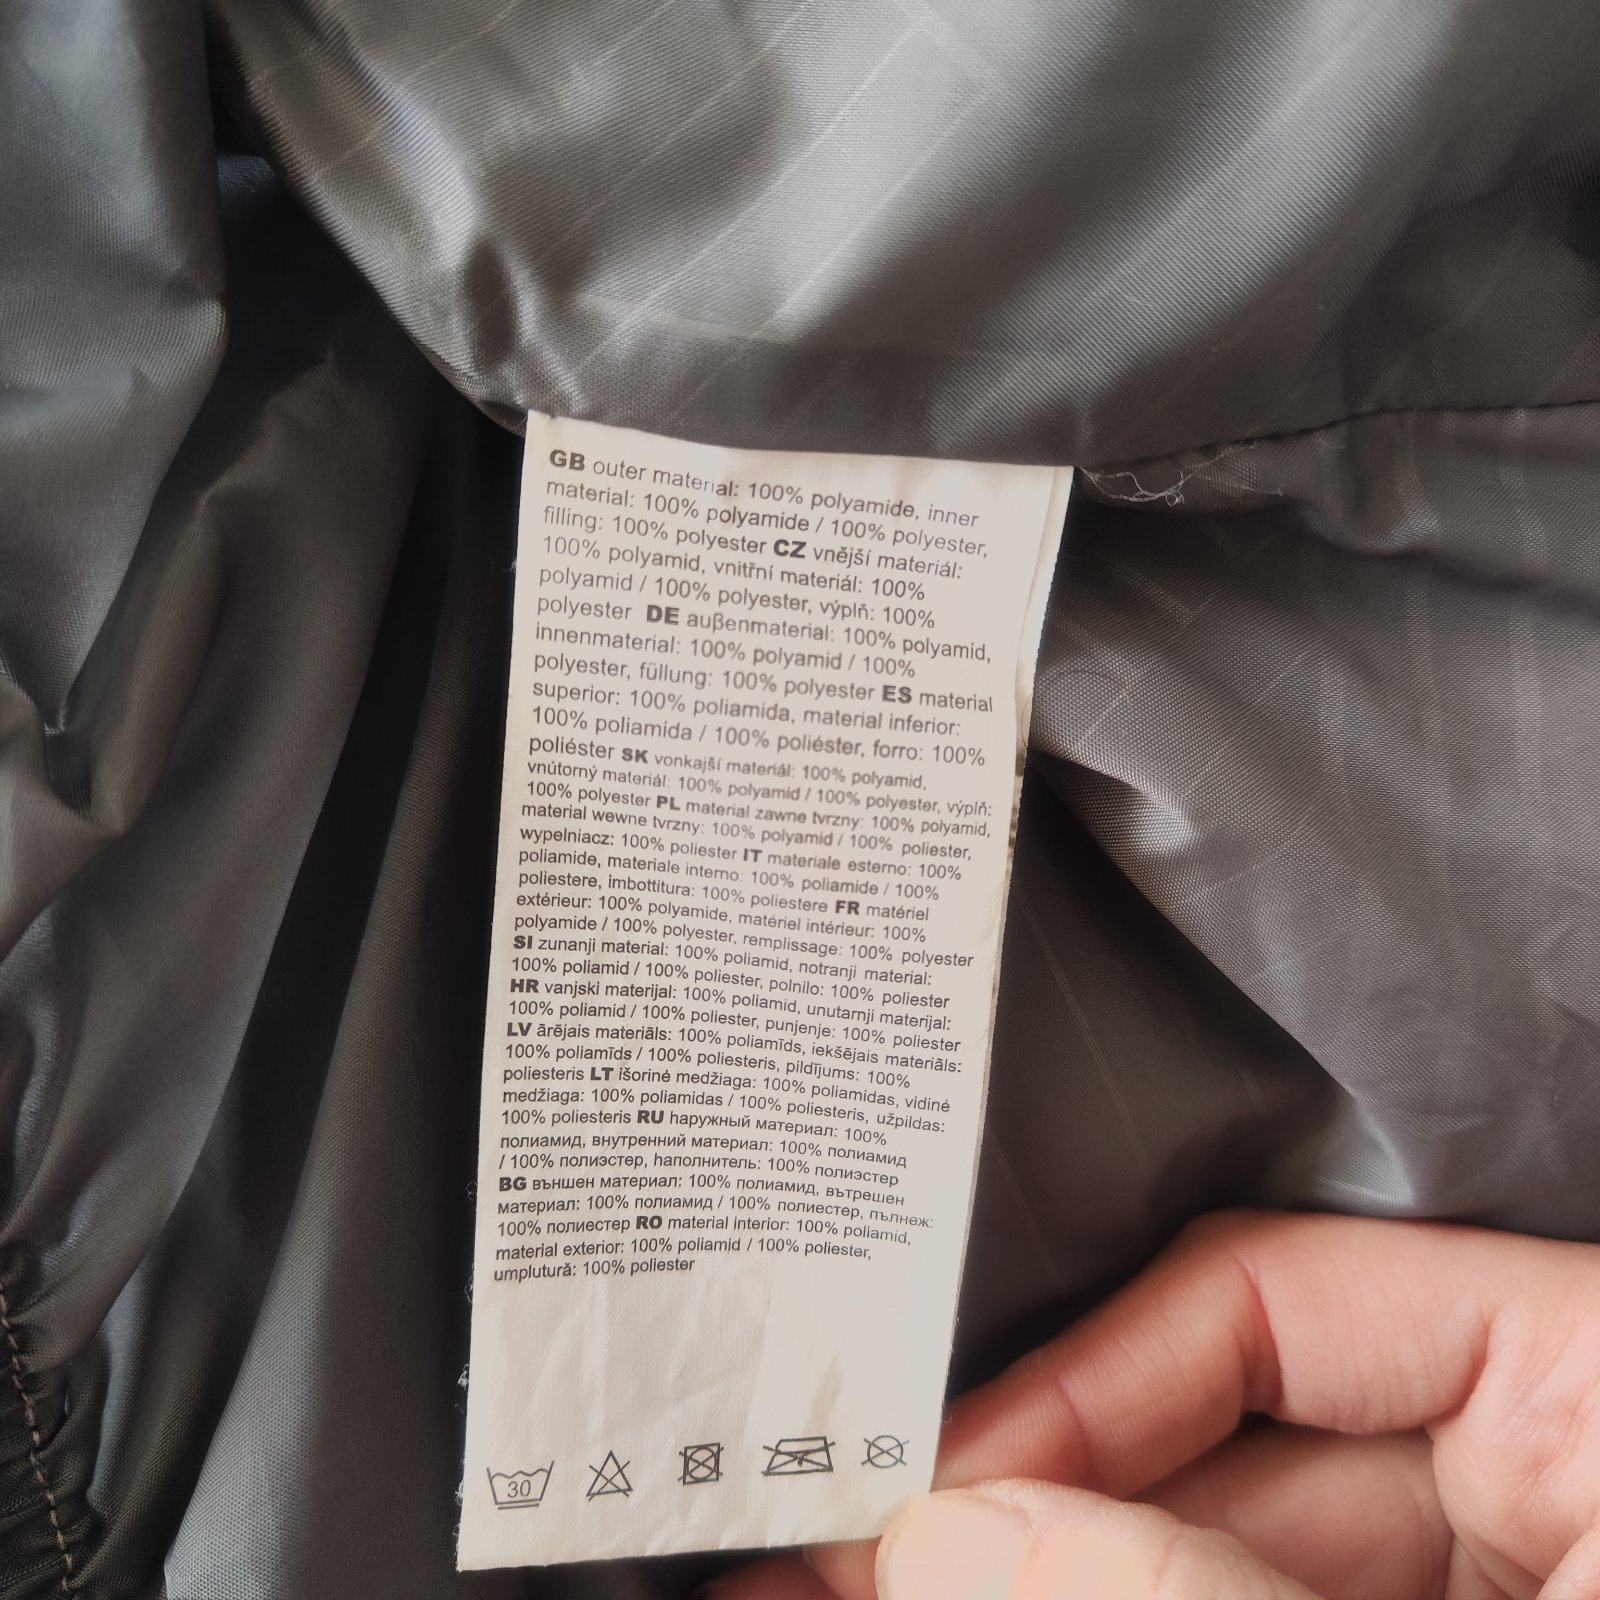 GB outer material: 100% polyamide, inner
material: 100% polyamide / 100% polyester,
filling: 100% polyester CZ vnější materiál:
100% polyamid, vnitřní materiál: 100%
polyamid / 100% polyester, výplň: 100%
polyester DE außenmaterial: 100% polyamid,
innenmaterial: 100% polyamid / 100%
polyester, füllung: 100% polyester ES material
superior: 100% poliamida, material inferior:
100% poliamida / 100% poliéster, forro: 100%
poliéster SK vonkajší materiál: 100% polyamid,
vnútorný materiál: 100% polyamid / 100% polyester, výplň:
100% polyester PL material zawne tvrzny: 100% polyamid,
material wewne tvrzny: 100% polyamid / 100% poliester,
wypelniacz: 100% poliester IT materiale esterno: 100%
poliamide, materiale interno: 100% poliamide / 100%
poliestere, imbottitura: 100% poliestere FR matériel
extérieur: 100% polyamide, matériel intérieur: 100%
polyamide / 100% polyester, remplissage: 100% polyester
SI zunanji material: 100% poliamid, notranji material:
100% poliamid / 100% poliester, polnilo: 100% poliester
HR vanjski materijal: 100% poliamid, unutarnji materijal:
100% poliamid / 100% poliester, punjenje: 100% poliester
LV ārējais materiāls: 100% poliamīds, iekšējais materiāls:
100% poliamīds / 100% poliesteris, pildījums: 100%
poliesteris LT išorinė medžiaga: 100% poliamidas, vidinė
medžiaga: 100% poliamidas / 100% poliesteris, užpildas:
100% poliesteris RU hаружный материал: 100%
полиамид, внутренний материал: 100% полиамид
/ 100% полиэстер, hаполнитель: 100% полиэстер
BG външен материал: 100% полиамид, вътрешен
материал: 100% полиамид / 100% полиестер, пълнеж:
100% полиестер RO material interior: 100% poliamid,
material exterior: 100% poliamid / 100% poliester,
umplutură: 100% poliester
30